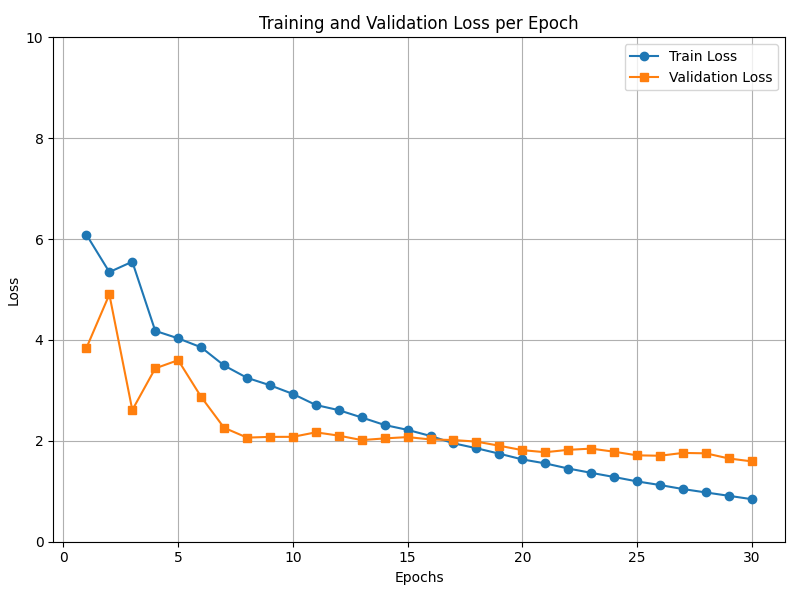 Training and Validation Loss per Epoch
Train Loss
Validation Loss
10
8
6
4
2
0
Loss
0 5 10 15 20 25 30
Epochs